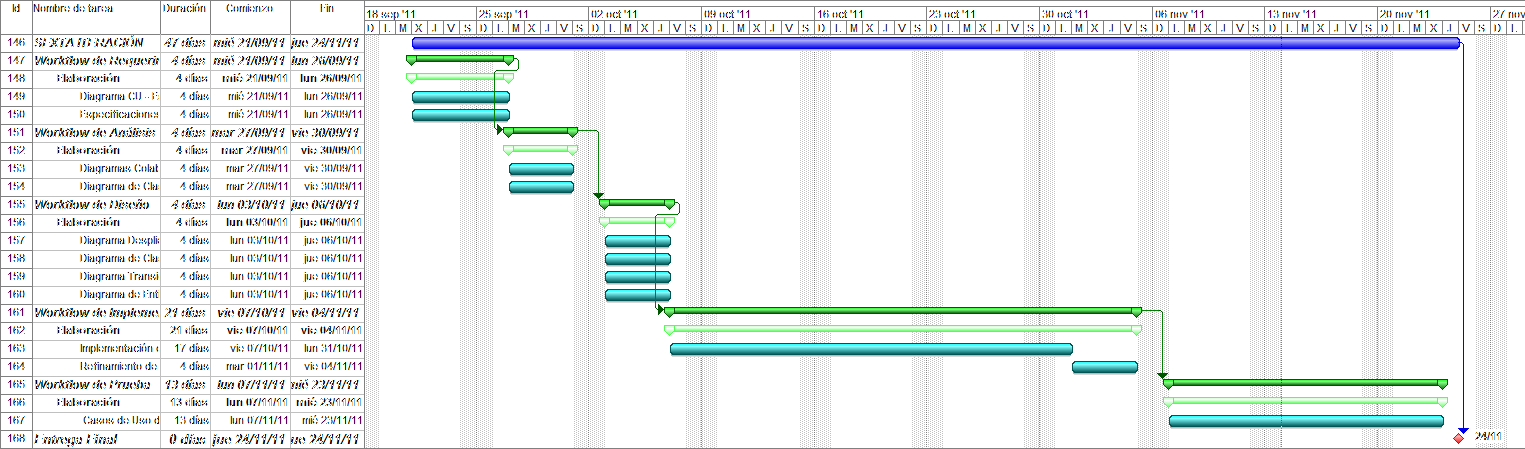 Id Nombre de tarea Duración Comienzo Fin
18 sep '11 25 sep '11 02 oct '11 09 oct '11 16 oct '11 23 oct '11 30 oct '11 06 nov '11 13 nov '11 20 nov '11 27 nov
D L M X J V S D L M X J V S D L M X J V S D L M X J V S D L M X J V S D L M X J V S D L M X J V S D L M X J V S D L M X J V S D L M X J V S D L
146 SEXTA ITERACIÓN 47 días mié 21/09/11 jue 24/11/11
147 Workflow de Requerin 4 días mié 21/09/11 lun 26/09/11
148 Elaboración 4 días mié 21/09/11 lun 26/09/11
149 Diagrama CU - E 4 días mié 21/09/11 lun 26/09/11
150 Especificaciones 4 días mié 21/09/11 lun 26/09/11
151 Workflow de Análisis 4 días mar 27/09/11 vie 30/09/11
152 Elaboración 4 días mar 27/09/11 vie 30/09/11
153 Diagramas Colab 4 días mar 27/09/11 vie 30/09/11
154 Diagrama de Cla 4 días mar 27/09/11 vie 30/09/11
155 Workflow de Diseño 4 días lun 03/10/11 jue 06/10/11
156 Elaboración 4 días lun 03/10/11 jue 06/10/11
157 Diagrama Despli 4 días lun 03/10/11 jue 06/10/11
158 Diagrama de Cla 4 días lun 03/10/11 jue 06/10/11
159 Diagrama Transi 4 días lun 03/10/11 jue 06/10/11
160 Diagrama de Ent 4 días lun 03/10/11 jue 06/10/11
161 Workflow de Impleme 21 días vie 07/10/11 vie 04/11/11
162 Elaboración 21 días vie 07/10/11 vie 04/11/11
163 Implementación c 17 días vie 07/10/11 lun 31/10/11
164 Refinamiento de 4 días mar 01/11/11 vie 04/11/11
165 Workflow de Prueba 13 días lun 07/11/11 mié 23/11/11
166 Elaboración 13 días lun 07/11/11 mié 23/11/11
167 Casos de Uso d 13 días lun 07/11/11 mié 23/11/11
168 Entrega Final 0 días jue 24/11/11 ue 24/11/11 24/11